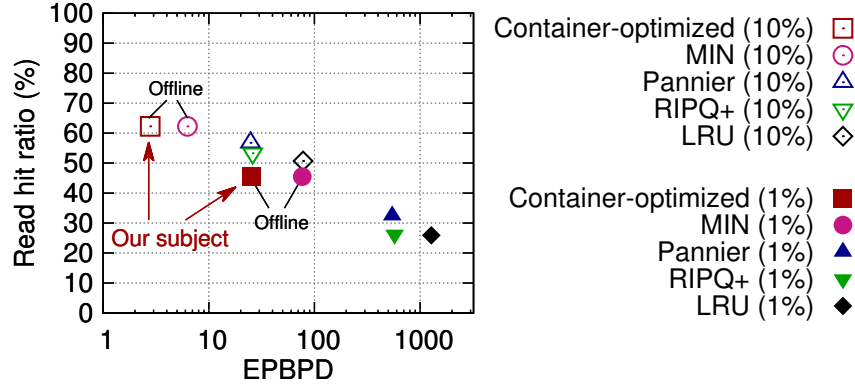 Read hit ratio (%)
100
90
80
70
60
50
40
30
20
10
0
Offline
Offline
Our subject
1
10
100
1000
EPBPD
Container-optimized (10%)
MIN (10%)
Pannier (10%)
RIPQ+ (10%)
LRU (10%)
Container-optimized (1%)
MIN (1%)
Pannier (1%)
RIPQ+ (1%)
LRU (1%)